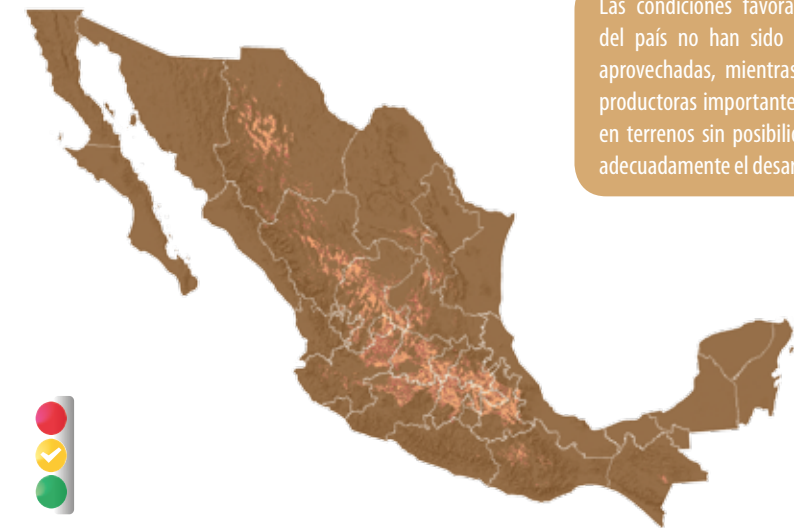 Las condiciones favora
del país no han sido
aprovechadas, mientras
productoras importante
en terrenos sin posibili
adecuadamente el desar